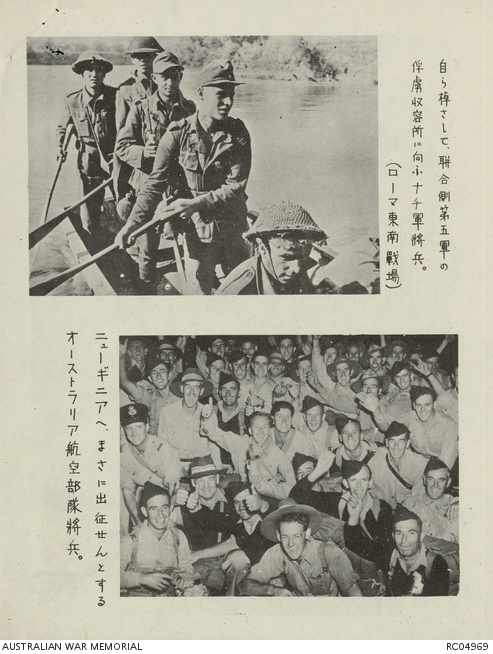 自ら棹さして、聯合側第五軍の
俘虜収容所に向ふナチ軍將兵。
(ローマ東南戰場)
ニューギニアへ、まさに出征せんとする
オーストラリア航空部隊將兵。
AUSTRALIAN WAR MEMORIAL
RC04969